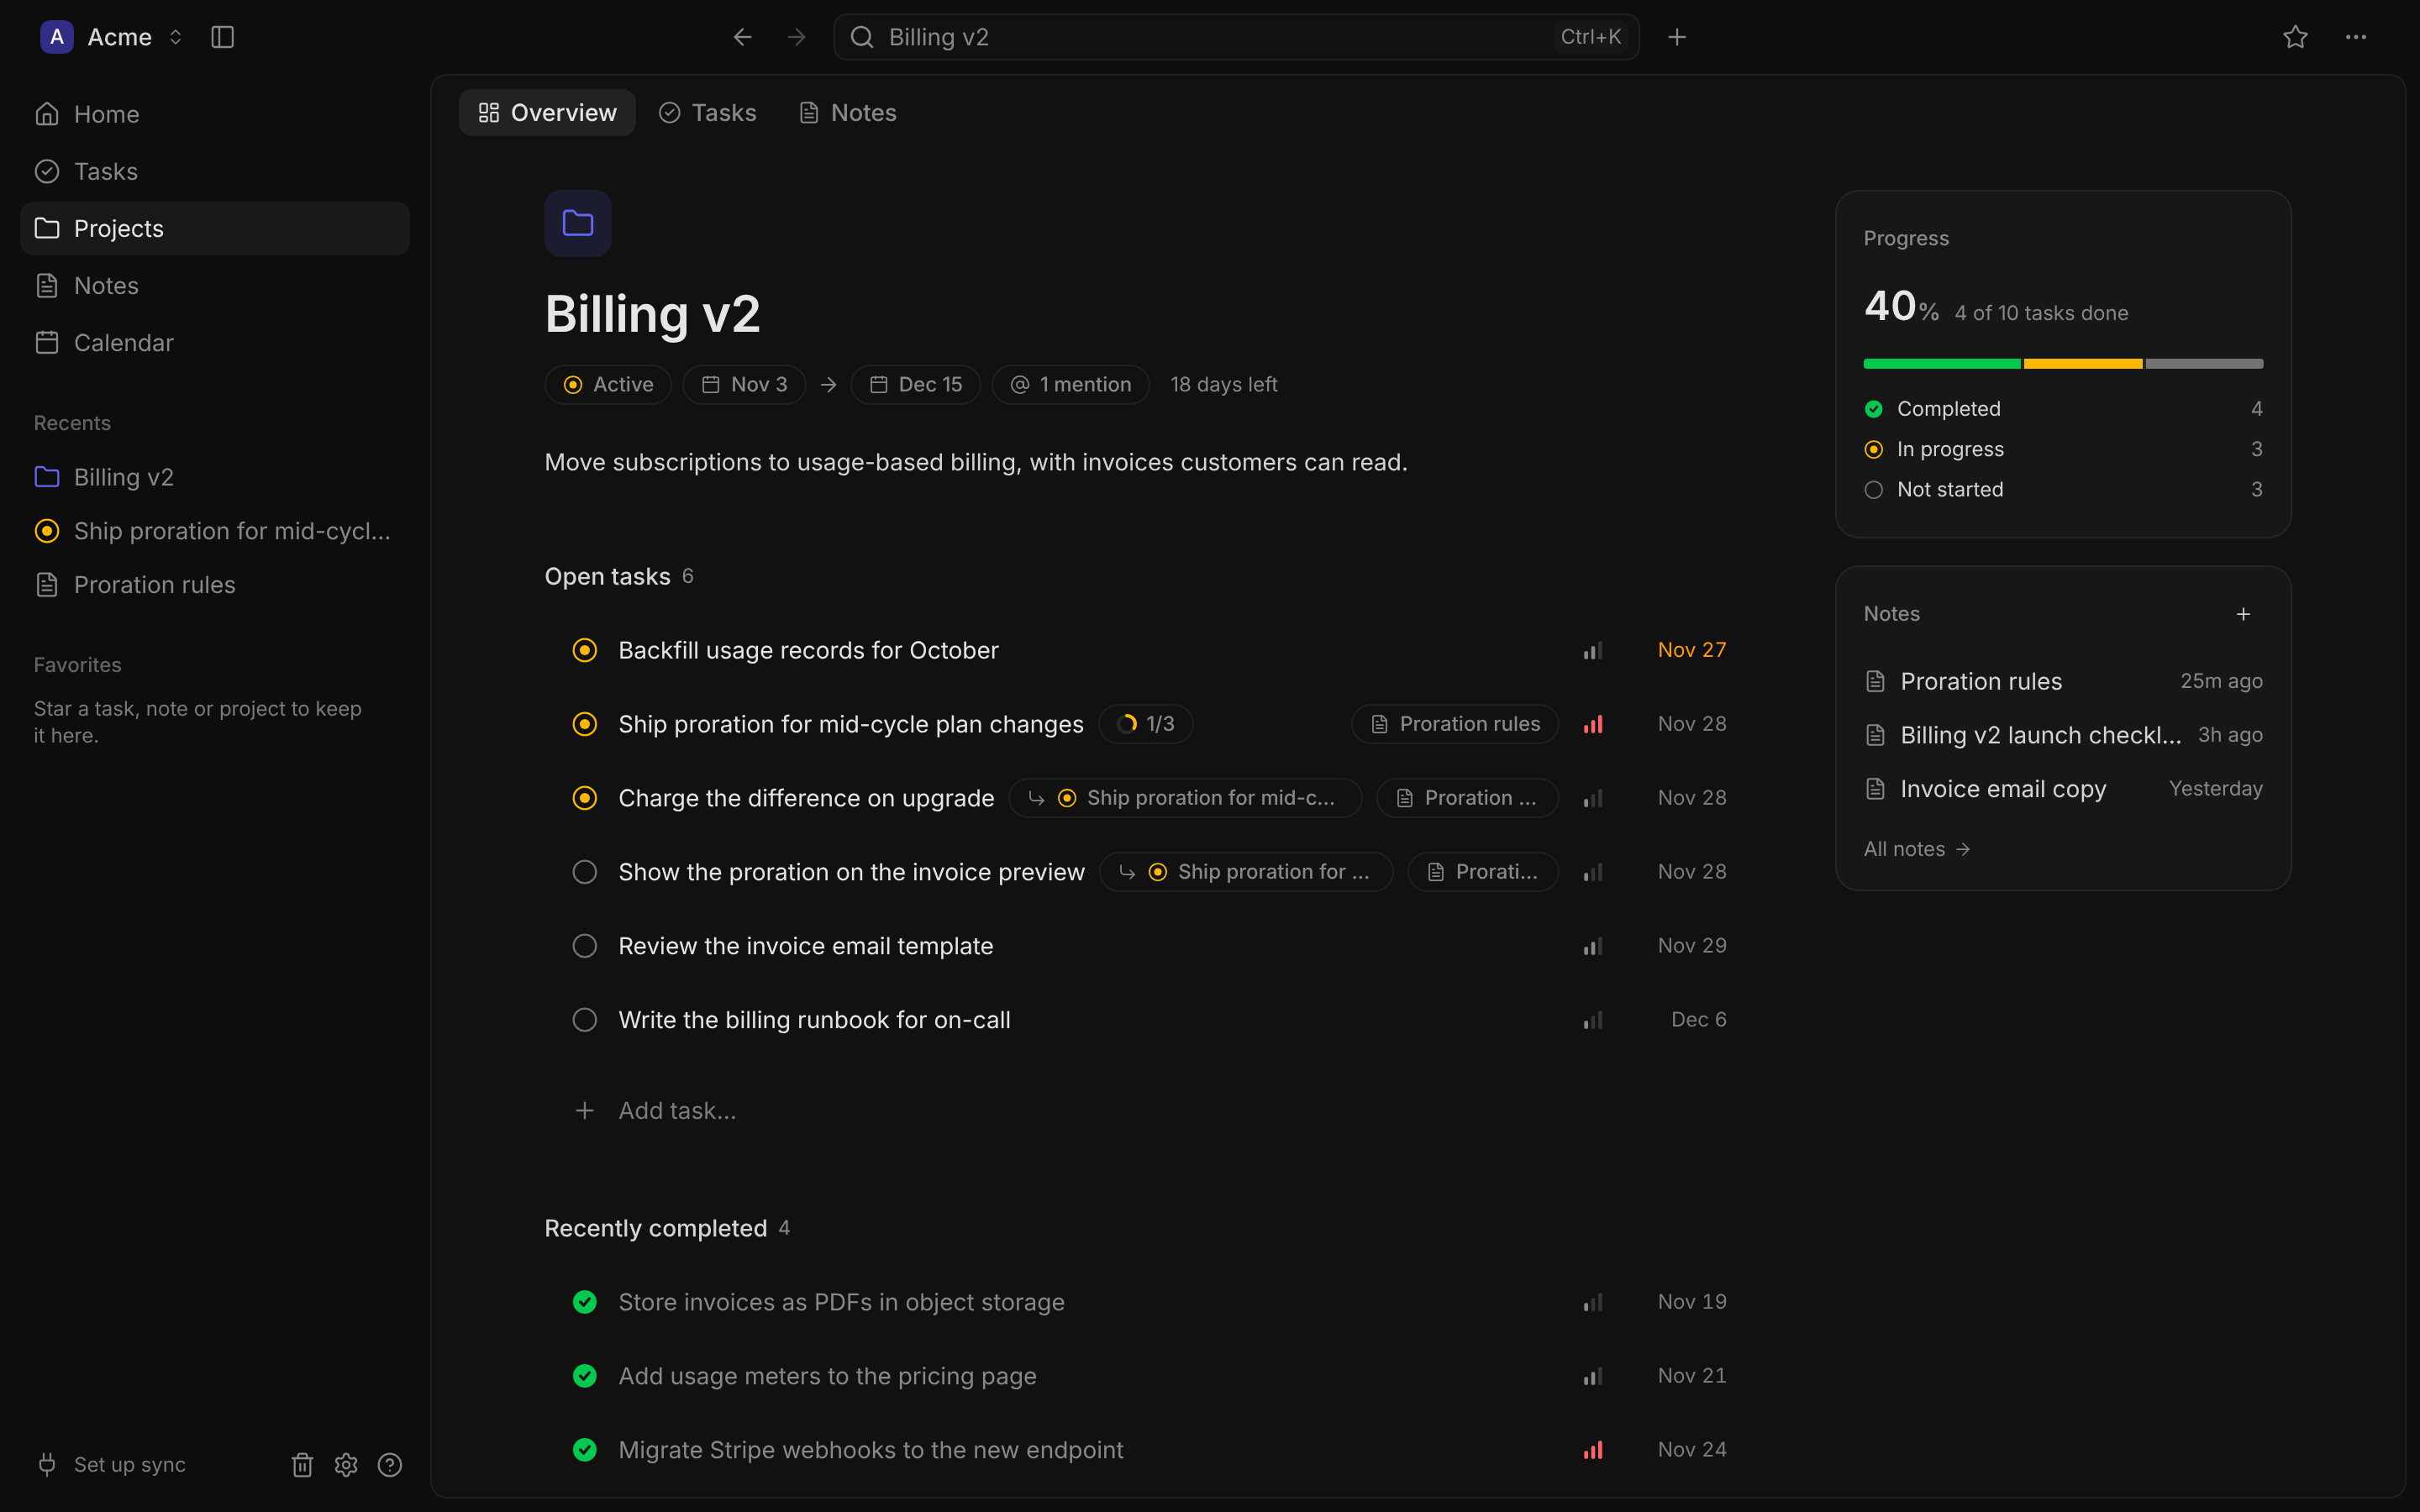 A Acme
Billing v2 Ctrl+K
Home
Tasks
Projects
Notes
Calendar
Recents
Billing v2
Ship proration for mid-cycl...
Proration rules
Favorites
Star a task, note or project to keep
it here.
Set up sync
Overview Tasks Notes
Billing v2
Active Nov 3 → Dec 15 @ 1 mention 18 days left
Move subscriptions to usage-based billing, with invoices customers can read.
Open tasks 6
Backfill usage records for October Nov 27
Ship proration for mid-cycle plan changes 1/3 Proration rules Nov 28
Charge the difference on upgrade Ship proration for mid-c... Proration ... Nov 28
Show the proration on the invoice preview Ship proration for ... Prorati... Nov 28
Review the invoice email template Nov 29
Write the billing runbook for on-call Dec 6
Add task...
Recently completed 4
Store invoices as PDFs in object storage Nov 19
Add usage meters to the pricing page Nov 21
Migrate Stripe webhooks to the new endpoint Nov 24
Progress
40% 4 of 10 tasks done
Completed 4
In progress 3
Not started 3
Notes
Proration rules 25m ago
Billing v2 launch checkl... 3h ago
Invoice email copy Yesterday
All notes →